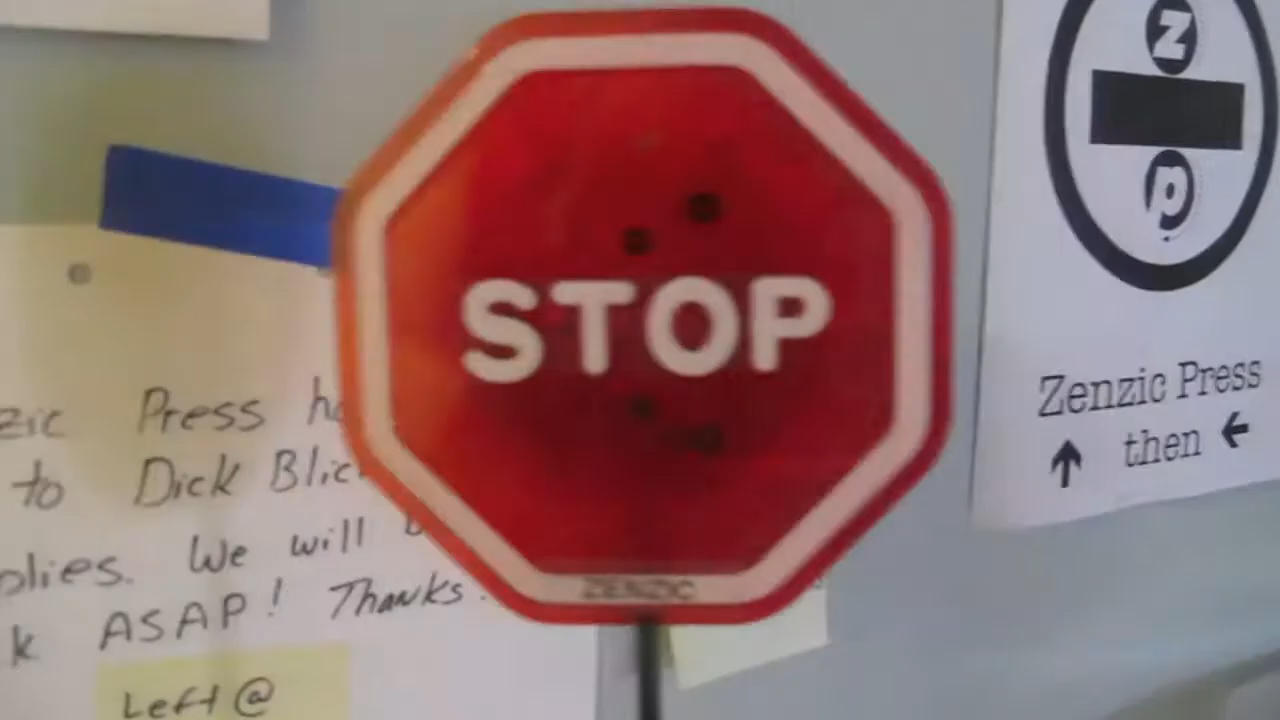 STOP
ZENZIC
zic Press
to Dick Blic
plies. We will
k ASAP! Thanks.
Left @
Z
P
Zenzic Press
↑ then ←